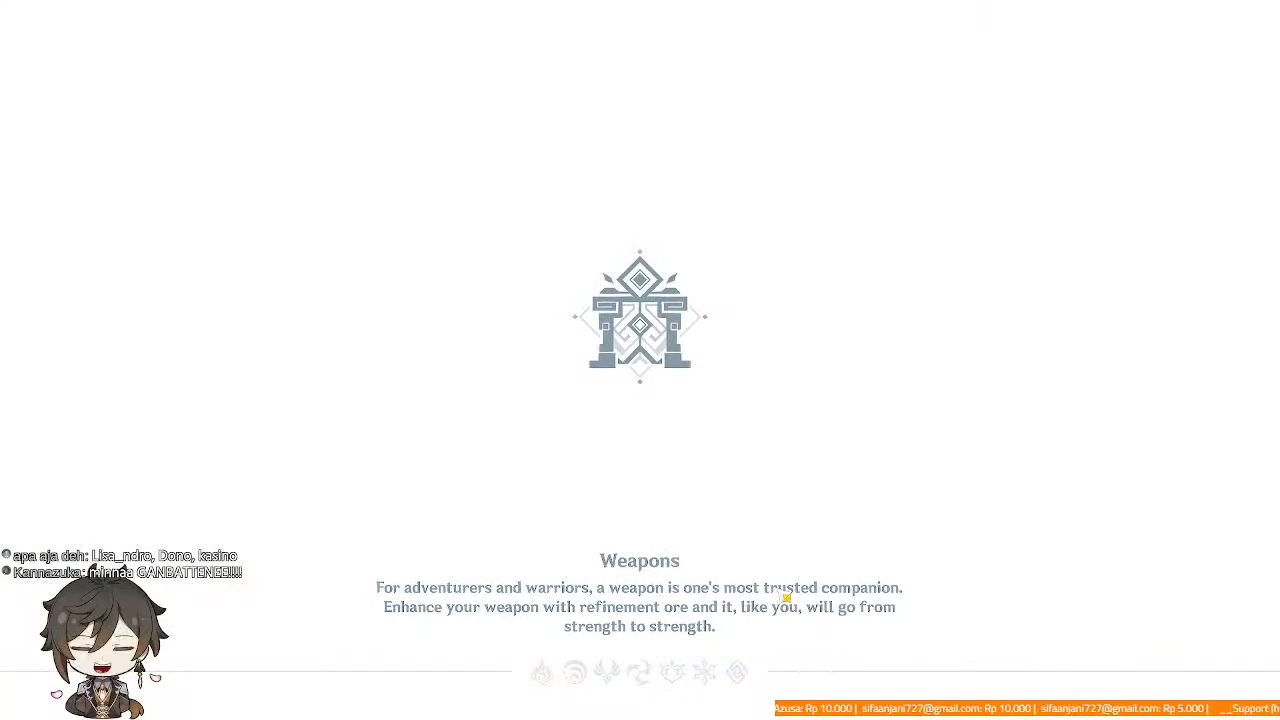 apa aja deh: Lisa_ndro, Dono, kasino
Kannazuka: minnaa GANBATTENEE!!!!
Weapons
For adventurers and warriors, a weapon is one's most trusted companion.
Enhance your weapon with refinement ore and it, like you, will go from
strength to strength.
Azusa: Rp 10.000 | sifaanjani727@gmail.com: Rp 10.000 | sifaanjani727@gmail.com: Rp 5.000 | __Support (h